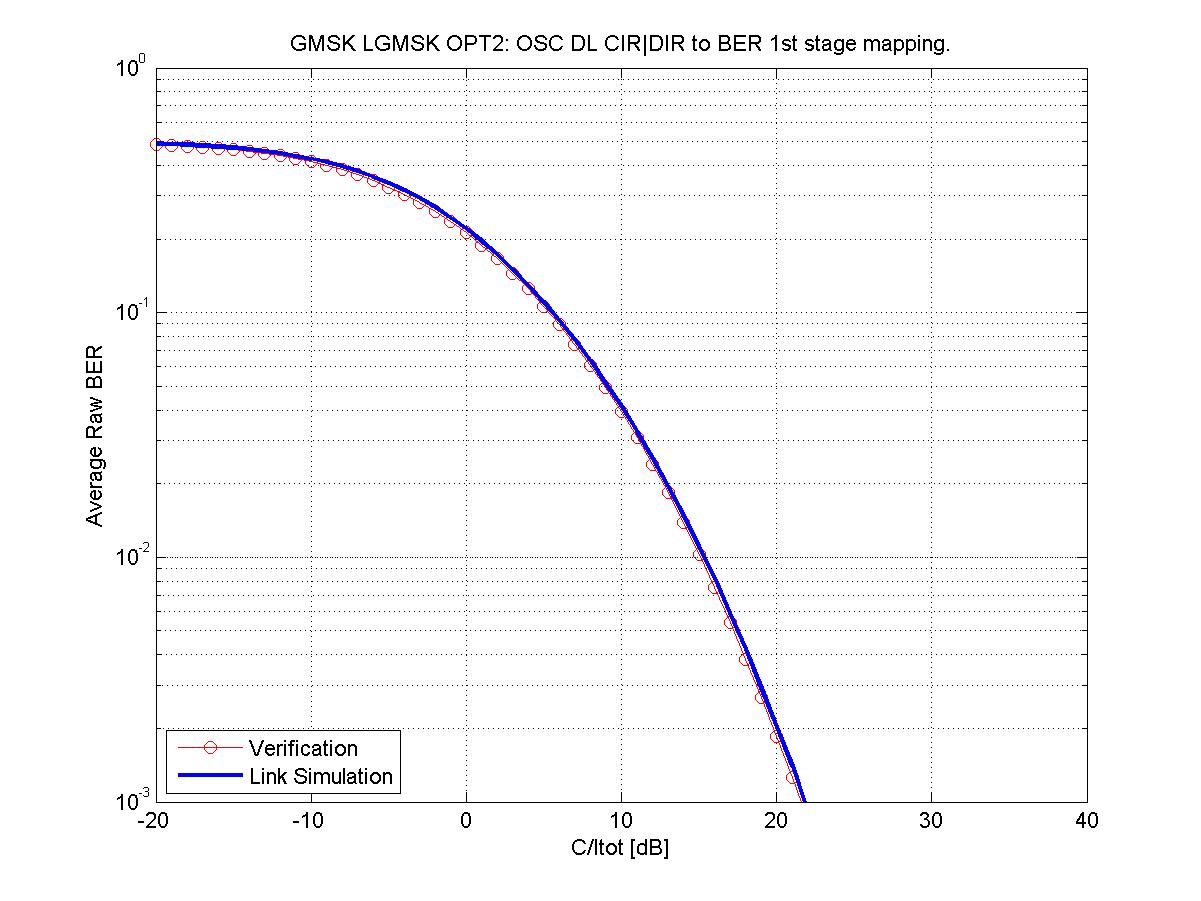 GMSK LGMSK OPT2: OSC DL CIR|DIR to BER 1st stage mapping.
10^0
10^-1
10^-2
10^-3
Average Raw BER
Verification
Link Simulation
-20 -10 0 10 20 30 40
C/Itot [dB]